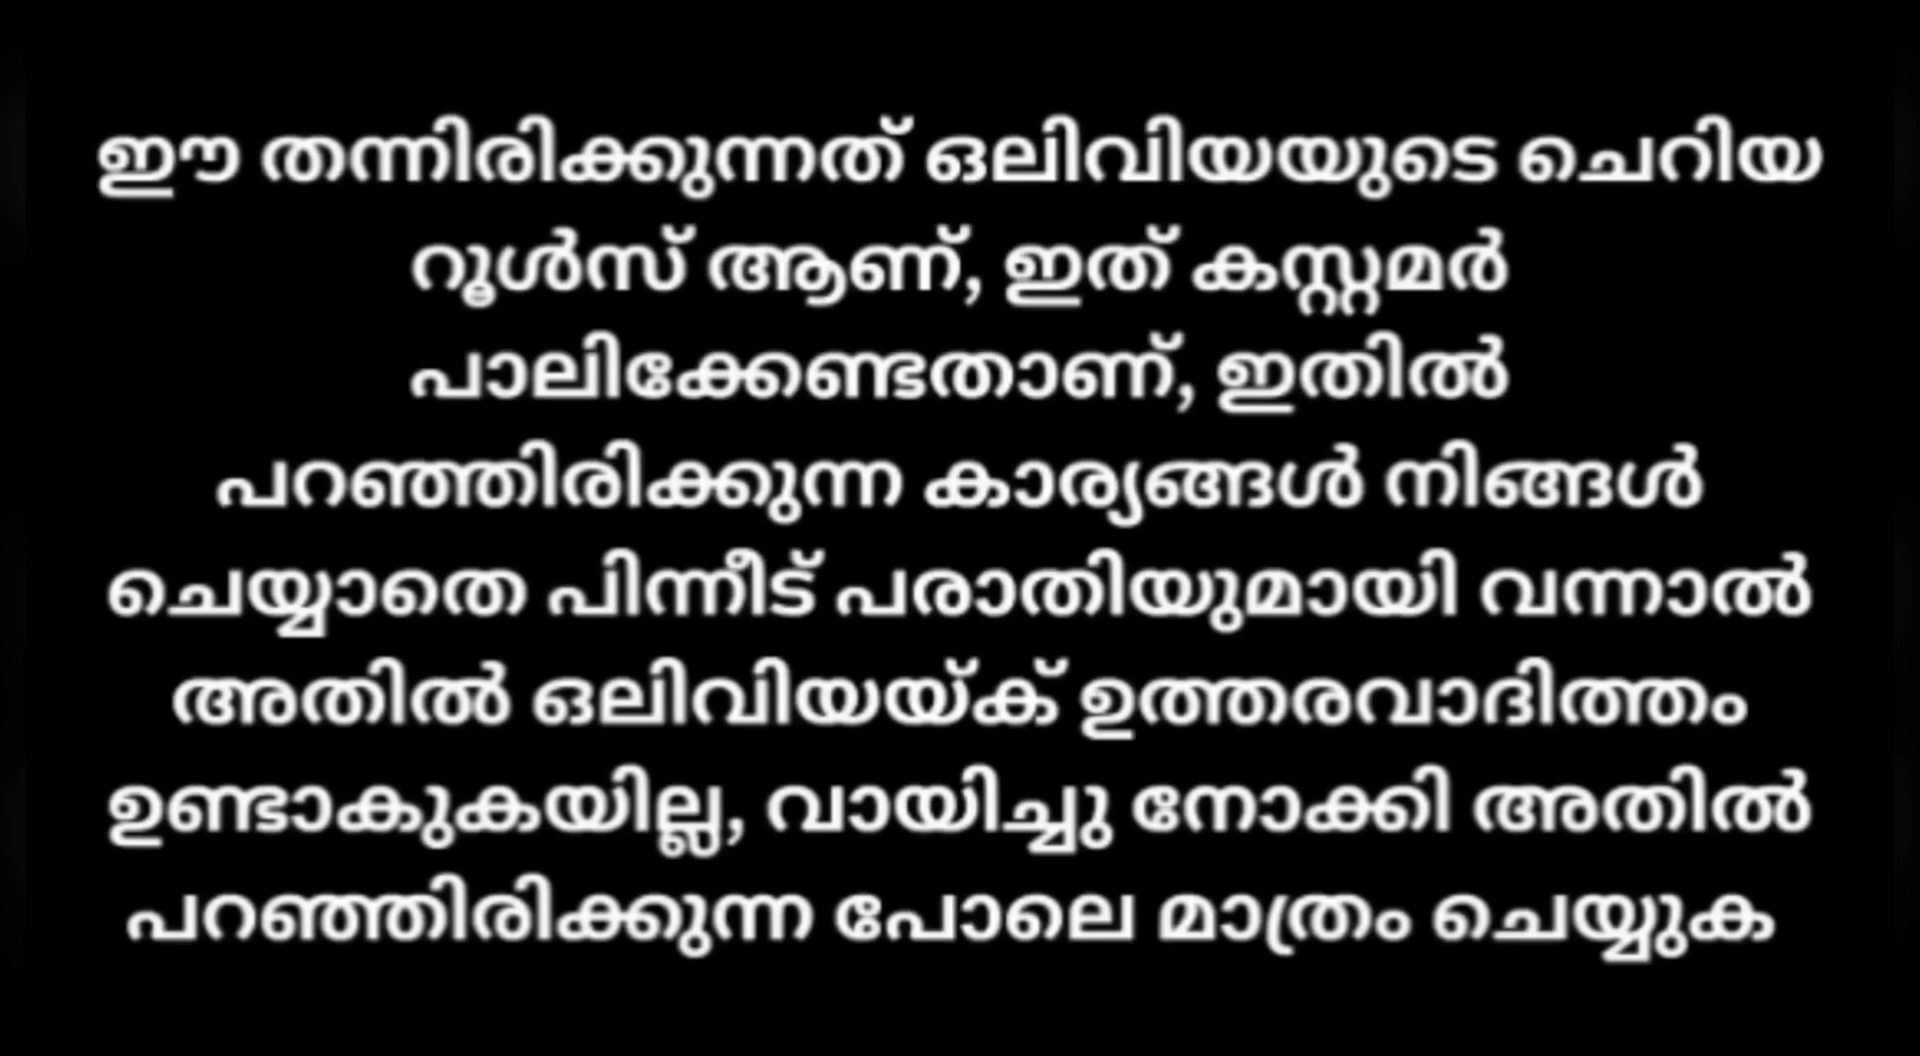 ഈ തന്നിരിക്കുന്നത് ഒലിവിയയുടെ ചെറിയ
റൂൾസ് ആണ്, ഇത് കസ്റ്റമർ
പാലിക്കേണ്ടതാണ്, ഇതിൽ
പറഞ്ഞിരിക്കുന്ന കാര്യങ്ങൾ നിങ്ങൾ
ചെയ്യാതെ പിന്നീട് പരാതിയുമായി വന്നാൽ
അതിൽ ഒലിവിയയ്ക് ഉത്തരവാദിത്തം
ഉണ്ടാകുകയില്ല, വായിച്ചു നോക്കി അതിൽ
പറഞ്ഞിരിക്കുന്ന പോലെ മാത്രം ചെയ്യുക